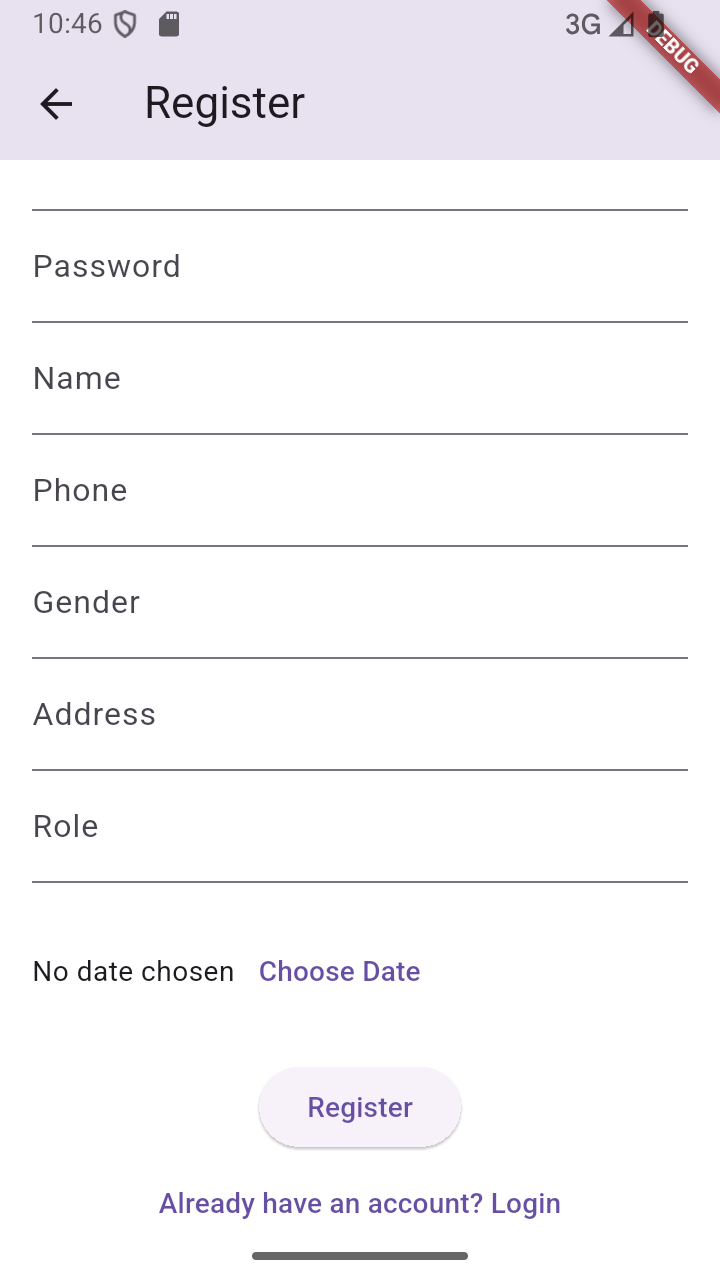 10:46 3G
DEBUG
Register
Password
Name
Phone
Gender
Address
Role
No date chosen Choose Date
Register
Already have an account? Login